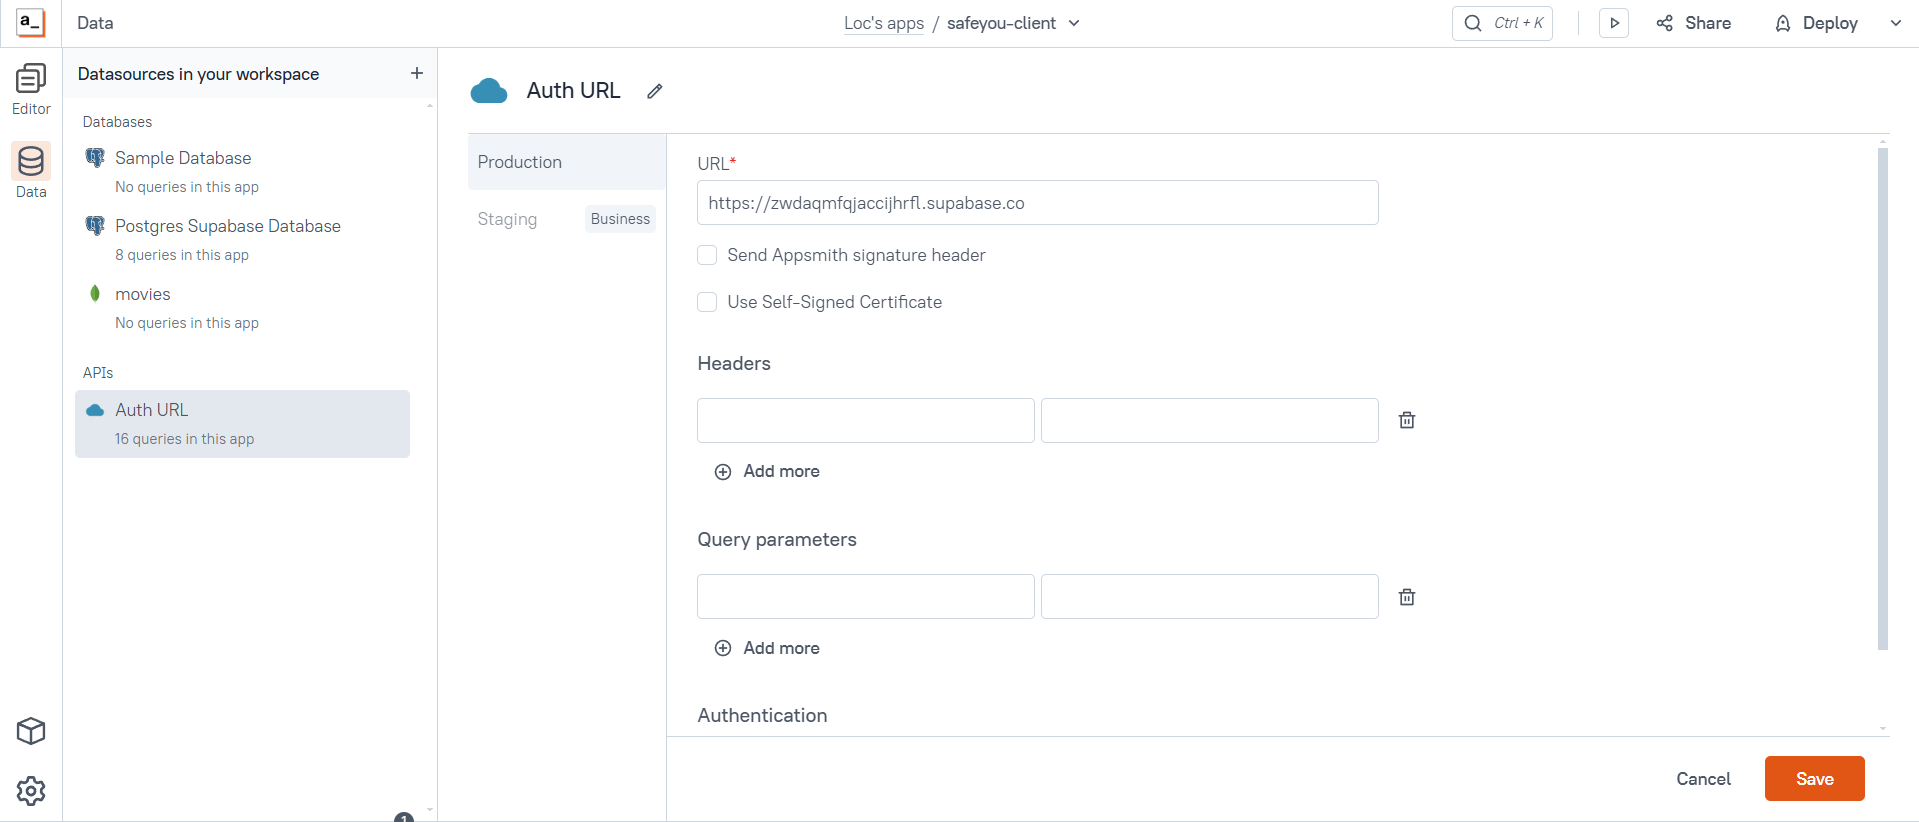 a_
Data
Loc's apps / safeyou-client
Ctrl + K
Share
Deploy
Editor
Data
Datasources in your workspace
Databases
Sample Database
No queries in this app
Postgres Supabase Database
8 queries in this app
movies
No queries in this app
APIs
Auth URL
16 queries in this app
1
Auth URL
Production
Staging
Business
URL*
https://zwdaqmfqjaccijhrfl.supabase.co
Send Appsmith signature header
Use Self-Signed Certificate
Headers
Add more
Query parameters
Add more
Authentication
Cancel
Save